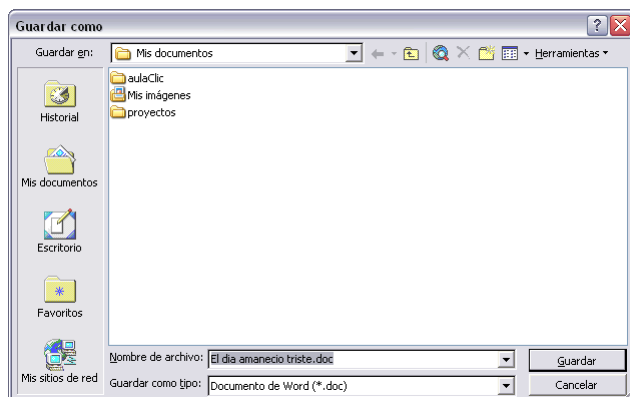 Guardar como
Guardar en: Mis documentos Herramientas
Historial
Mis documentos
Escritorio
Favoritos
Mis sitios de red
aulaClic
Mis imágenes
proyectos
Nombre de archivo: El dia amanecio triste.doc Guardar
Guardar como tipo: Documento de Word (*.doc) Cancelar